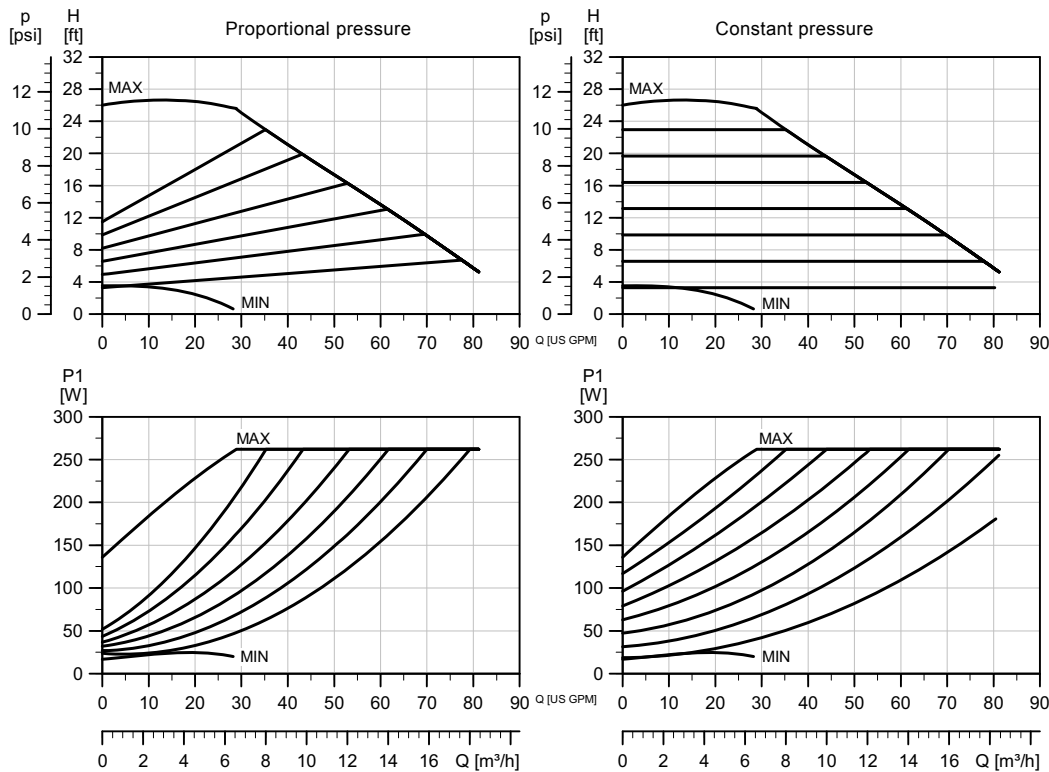 p H p H
[psi] [ft] Proportional pressure [psi] [ft] Constant pressure
32 32
12 28 MAX 12 28 MAX
24 24
10 10
20 20
8 8
16 16
6 6
12 12
4 8 4 8
2 4 MIN 2 4 MIN
0 0 0 0
0 10 20 30 40 50 60 70 80 90 Q [US GPM] 0 10 20 30 40 50 60 70 80 90
P1 P1
[W] [W]
300 300
MAX MAX
250 250
200 200
150 150
100 100
50 50
MIN MIN
0 0
0 10 20 30 40 50 60 70 80 90 Q [US GPM] 0 10 20 30 40 50 60 70 80 90
0 2 4 6 8 10 12 14 16 Q [m³/h] 0 2 4 6 8 10 12 14 16 Q [m³/h]